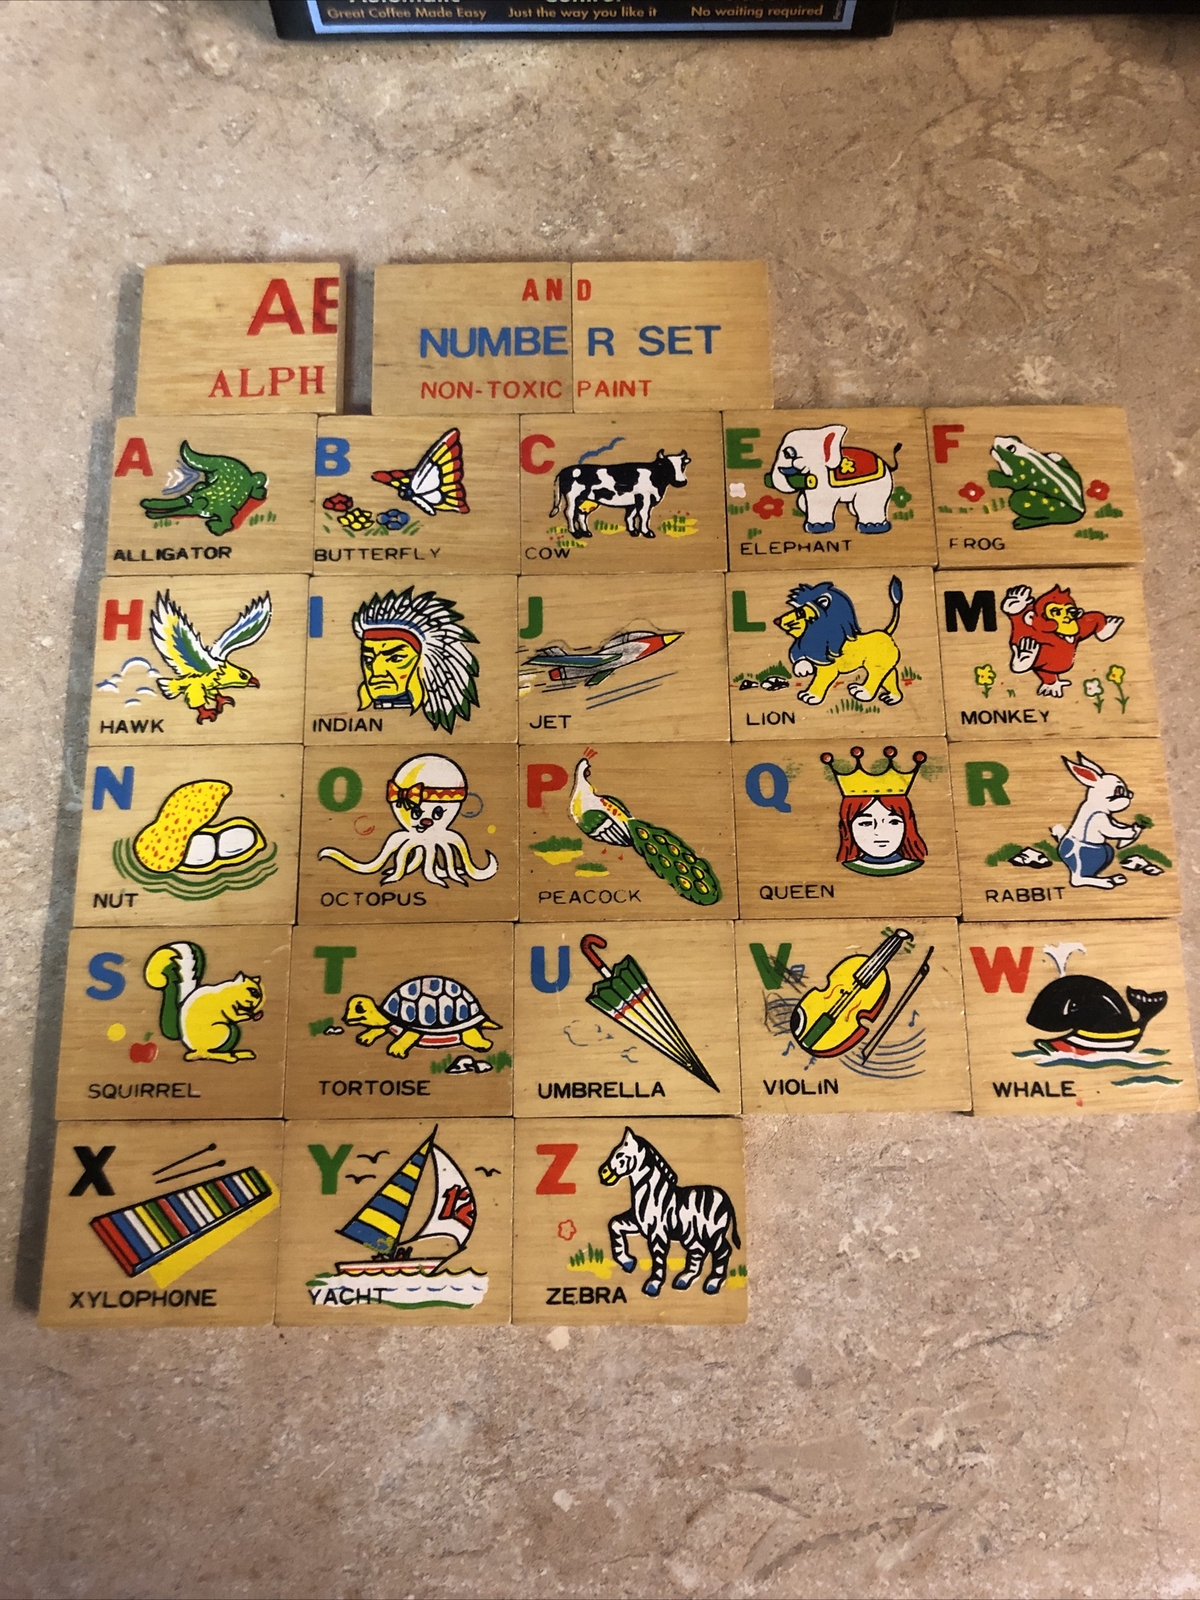 Great Coffee Made Easy Just the way you like it No waiting required
AB
ALPH
AND
NUMBER SET
NON-TOXIC PAINT
A B C E F
ALLIGATOR BUTTERFLY COW ELEPHANT FROG
H I J L M
HAWK INDIAN JET LION MONKEY
N O P Q R
NUT OCTOPUS PEACOCK QUEEN RABBIT
S T U V W
SQUIRREL TORTOISE UMBRELLA VIOLIN WHALE
X Y Z
12
XYLOPHONE YACHT ZEBRA